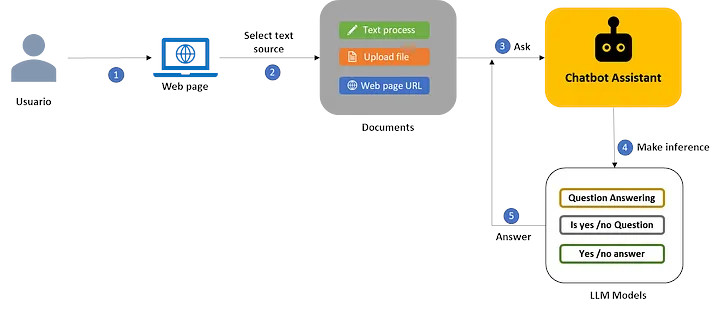 Usuario
1
Web page
Select text
source
2
Text process
Upload file
Web page URL
Documents
3 Ask
Chatbot Assistant
4 Make inference
Question Answering
Is yes /no Question
Yes /no answer
LLM Models
5
Answer